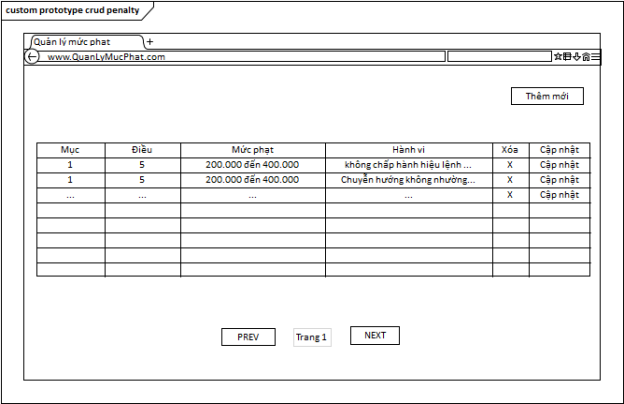 custom prototype crud penalty
Quản lý mức phat +
www.QuanLyMucPhat.com
Thêm mới
Mục Điều Mức phạt Hành vi Xóa Cập nhật
1 5 200.000 đến 400.000 không chấp hành hiệu lệnh ... X Cập nhật
1 5 200.000 đến 400.000 Chuyễn hướng không nhường... X Cập nhật
... ... ... ... X Cập nhật
PREV Trang 1 NEXT